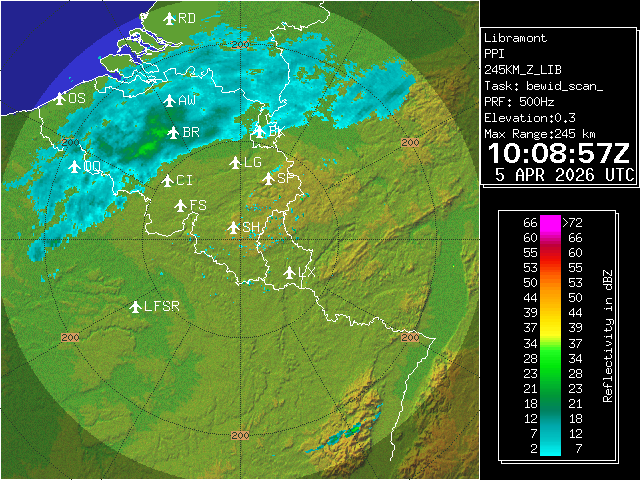 RD
200
OS
AW
BR
BK
200
200
UO
LG
CI
SP
FS
SH
LX
LFSR
200
200
200
Libramont
PPI
245KM_Z_LIB
Task: bewid_scan_
PRF: 500Hz
Elevation:0.3
Max Range:245 km
10:08:57Z
5 APR 2026 UTC
66 >72
60 66
55 60
53 55
50 53
44 50
39 44
37 39
34 37
28 34
23 28
21 23
18 21
12 18
7 12
2 7
Reflectivity in dBZ